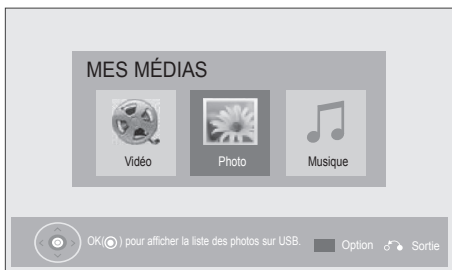 MES MÉDIAS
Vidéo
Photo
Musique
OK(◉) pour afficher la liste des photos sur USB.
Option
Sortie